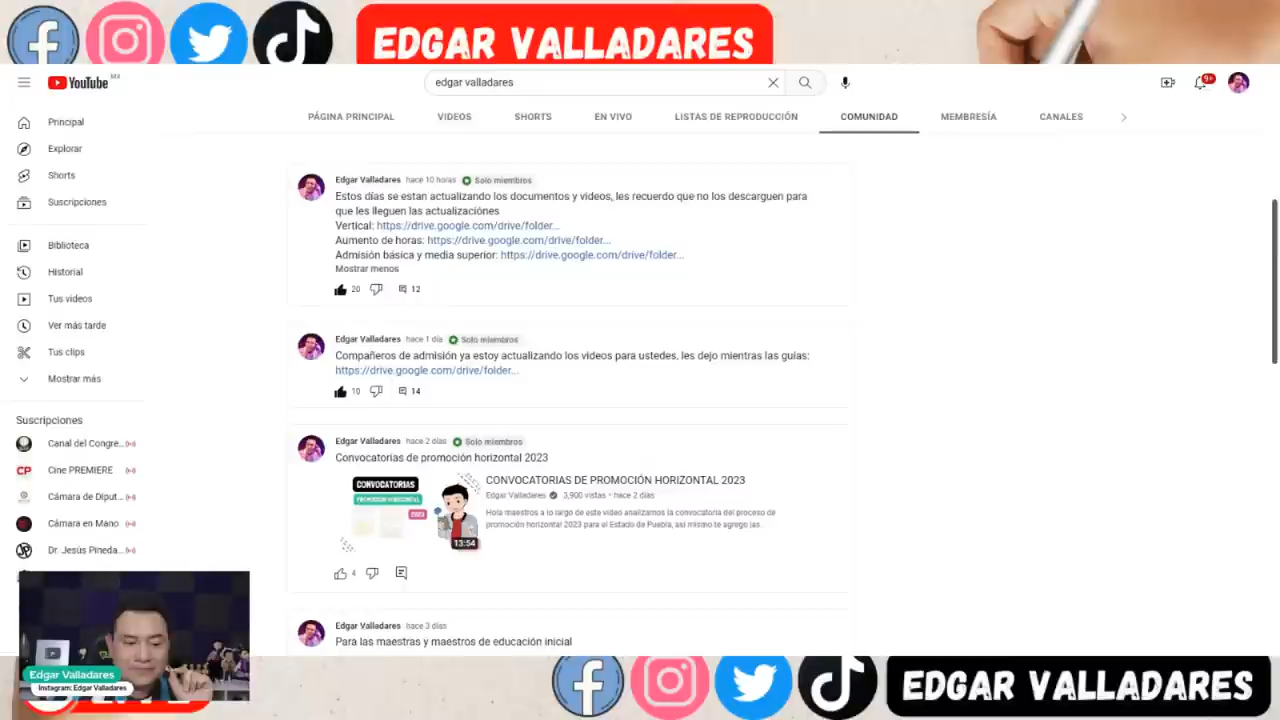 EDGAR VALLADARES
YouTube MX
edgar valladares
9+
PÁGINA PRINCIPAL
VIDEOS
SHORTS
EN VIVO
LISTAS DE REPRODUCCIÓN
COMUNIDAD
MEMBRESÍA
CANALES
Principal
Explorar
Shorts
Suscripciones
Biblioteca
Historial
Tus videos
Ver más tarde
Tus clips
Mostrar más
Suscripciones
Canal del Congre...
Cine PREMIERE
Cámara de Diput...
Cámara en Mano
Dr. Jesús Pineda...
Edgar Valladares hace 10 horas Solo miembros
Estos días se estan actualizando los documentos y videos, les recuerdo que no los descarguen para
que les lleguen las actualizaciónes
Vertical: https://drive.google.com/drive/folder...
Aumento de horas: https://drive.google.com/drive/folder...
Admisión básica y media superior: https://drive.google.com/drive/folder...
Mostrar menos
20 12
Edgar Valladares hace 1 día Solo miembros
Compañeros de admisión ya estoy actualizando los videos para ustedes, les dejo mientras las guías:
https://drive.google.com/drive/folder...
10 14
Edgar Valladares hace 2 días Solo miembros
Convocatorias de promoción horizontal 2023
CONVOCATORIAS
PROMOCIÓN HORIZONTAL
2023
13:54
CONVOCATORIAS DE PROMOCIÓN HORIZONTAL 2023
Edgar Valladares 3,900 vistas • hace 2 días
Hola maestros a lo largo de este video analizamos la convocatoria del proceso de
promoción horizontal 2023 para el Estado de Puebla, asi mismo te agrego las.
4
Edgar Valladares hace 3 días
Para las maestras y maestros de educación inicial
Edgar Valladares
Instagram: Edgar Valladares
EDGAR VALLADARES